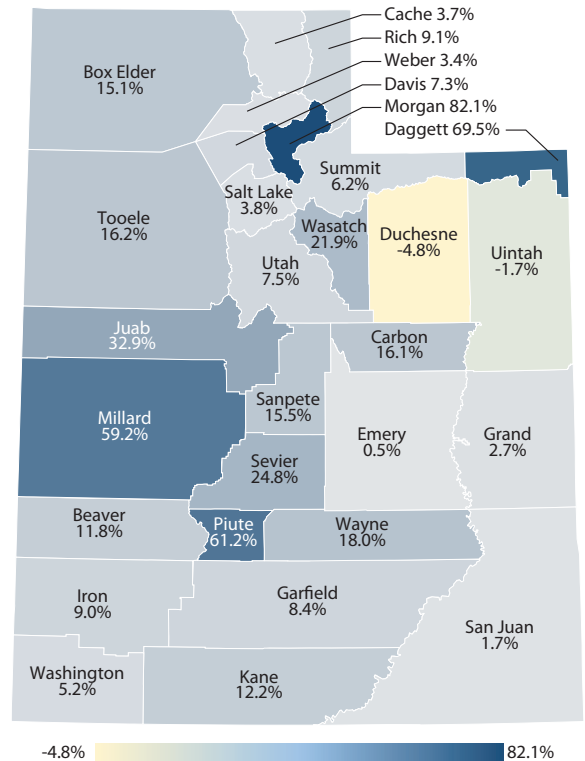 Cache 3.7%
Rich 9.1%
Weber 3.4%
Davis 7.3%
Morgan 82.1%
Daggett 69.5%
Box Elder
15.1%
Summit
6.2%
Salt Lake
3.8%
Tooele
16.2%
Wasatch
21.9%
Duchesne
-4.8%
Uintah
-1.7%
Utah
7.5%
Juab
32.9%
Carbon
16.1%
Millard
59.2%
Sanpete
15.5%
Emery
0.5%
Grand
2.7%
Sevier
24.8%
Beaver
11.8%
Piute
61.2%
Wayne
18.0%
Iron
9.0%
Garfield
8.4%
San Juan
1.7%
Washington
5.2%
Kane
12.2%
-4.8%
82.1%